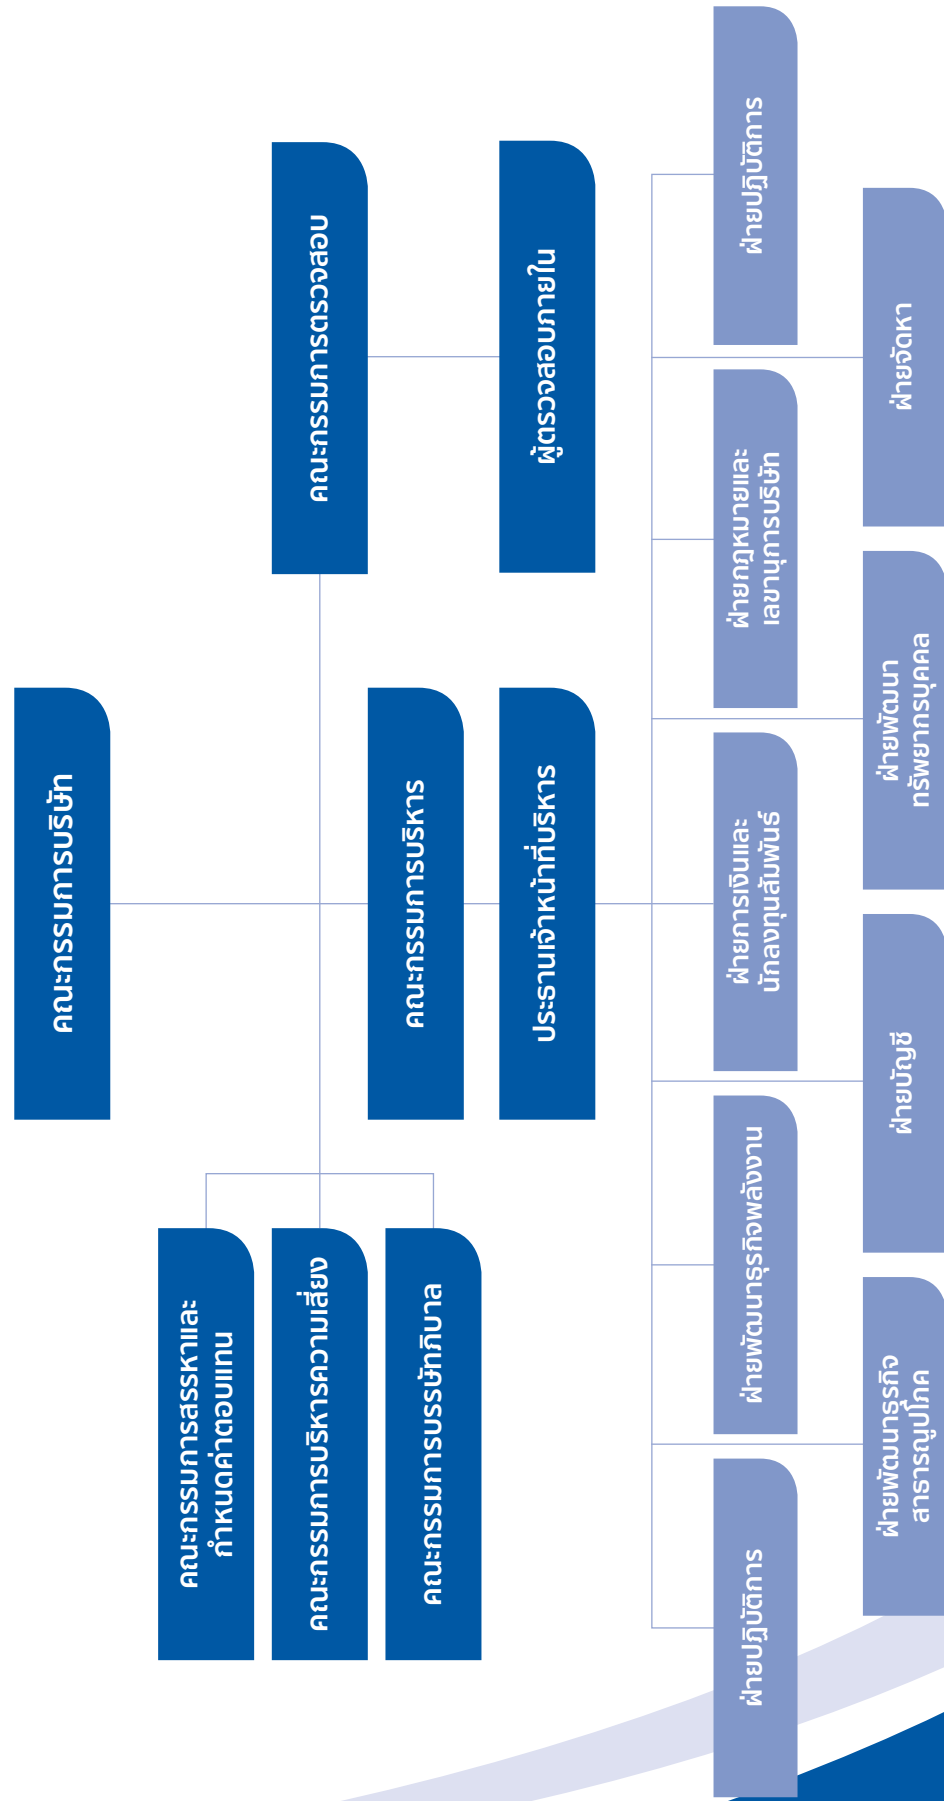 คณะกรรมการบริษัท
คณะกรรมการสรรหาและ
กำหนดค่าตอบแทน
คณะกรรมการบริหารความเสี่ยง
คณะกรรมการตรวจสอบ
คณะกรรมการบรรษัทภิบาล
คณะกรรมการบริหาร
ประธานเจ้าหน้าที่บริหาร
ผู้ตรวจสอบภายใน
ฝ่ายปฏิบัติการ
ฝ่ายพัฒนาธุรกิจพลังงาน
ฝ่ายการเงินและ
นักลงทุนสัมพันธ์
ฝ่ายกฎหมายและ
เลขานุการบริษัท
ฝ่ายปฏิบัติการ
ฝ่ายพัฒนาธุรกิจ
สาธารณูปโภค
ฝ่ายบัญชี
ฝ่ายพัฒนา
ทรัพยากรบุคคล
ฝ่ายจัดหา